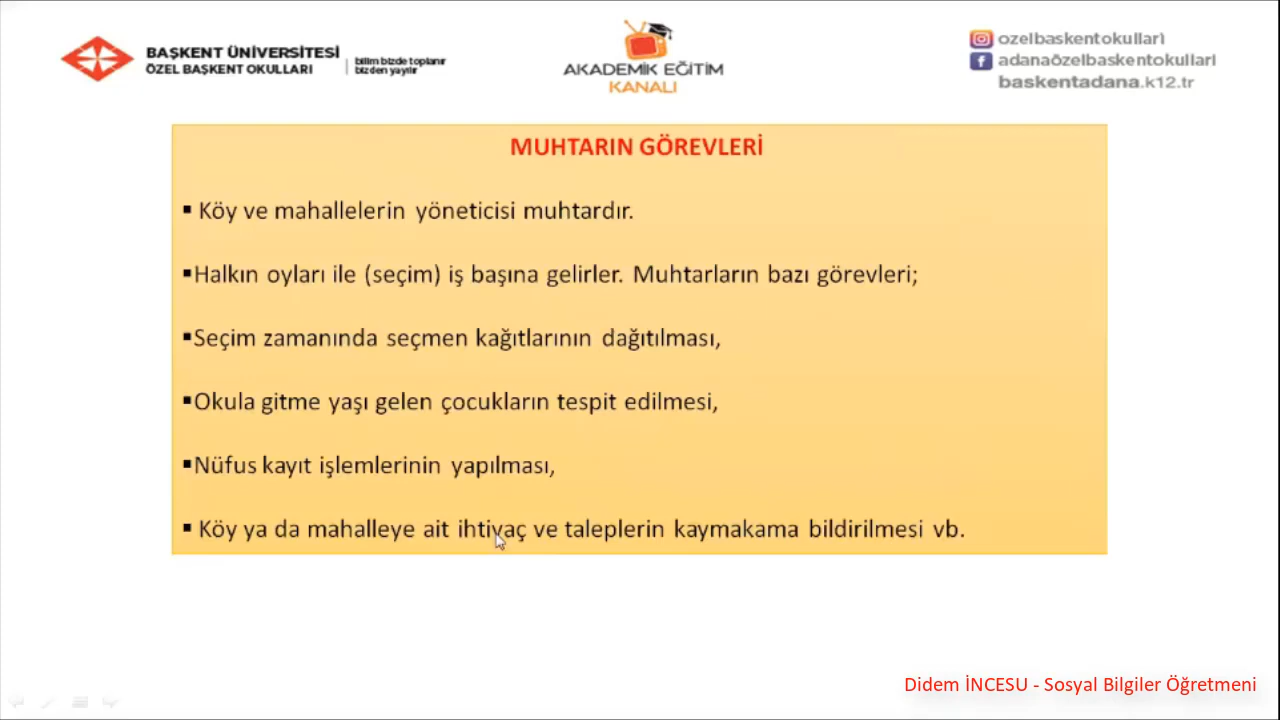 BAŞKENT ÜNİVERSİTESİ
ÖZEL BAŞKENT OKULLARI
bilim bizde toplanır
bizden yayılır
AKADEMİK EĞİTİM
KANALI
ozelbaskentokullari
adanaözelbaskentokullari
baskentadana.k12.tr
MUHTARIN GÖREVLERİ
▪ Köy ve mahallelerin yöneticisi muhtardır.
▪Halkın oyları ile (seçim) iş başına gelirler. Muhtarların bazı görevleri;
▪Seçim zamanında seçmen kağıtlarının dağıtılması,
▪Okula gitme yaşı gelen çocukların tespit edilmesi,
▪Nüfus kayıt işlemlerinin yapılması,
▪ Köy ya da mahalleye ait ihtiyaç ve taleplerin kaymakama bildirilmesi vb.
Didem İNCESU - Sosyal Bilgiler Öğretmeni